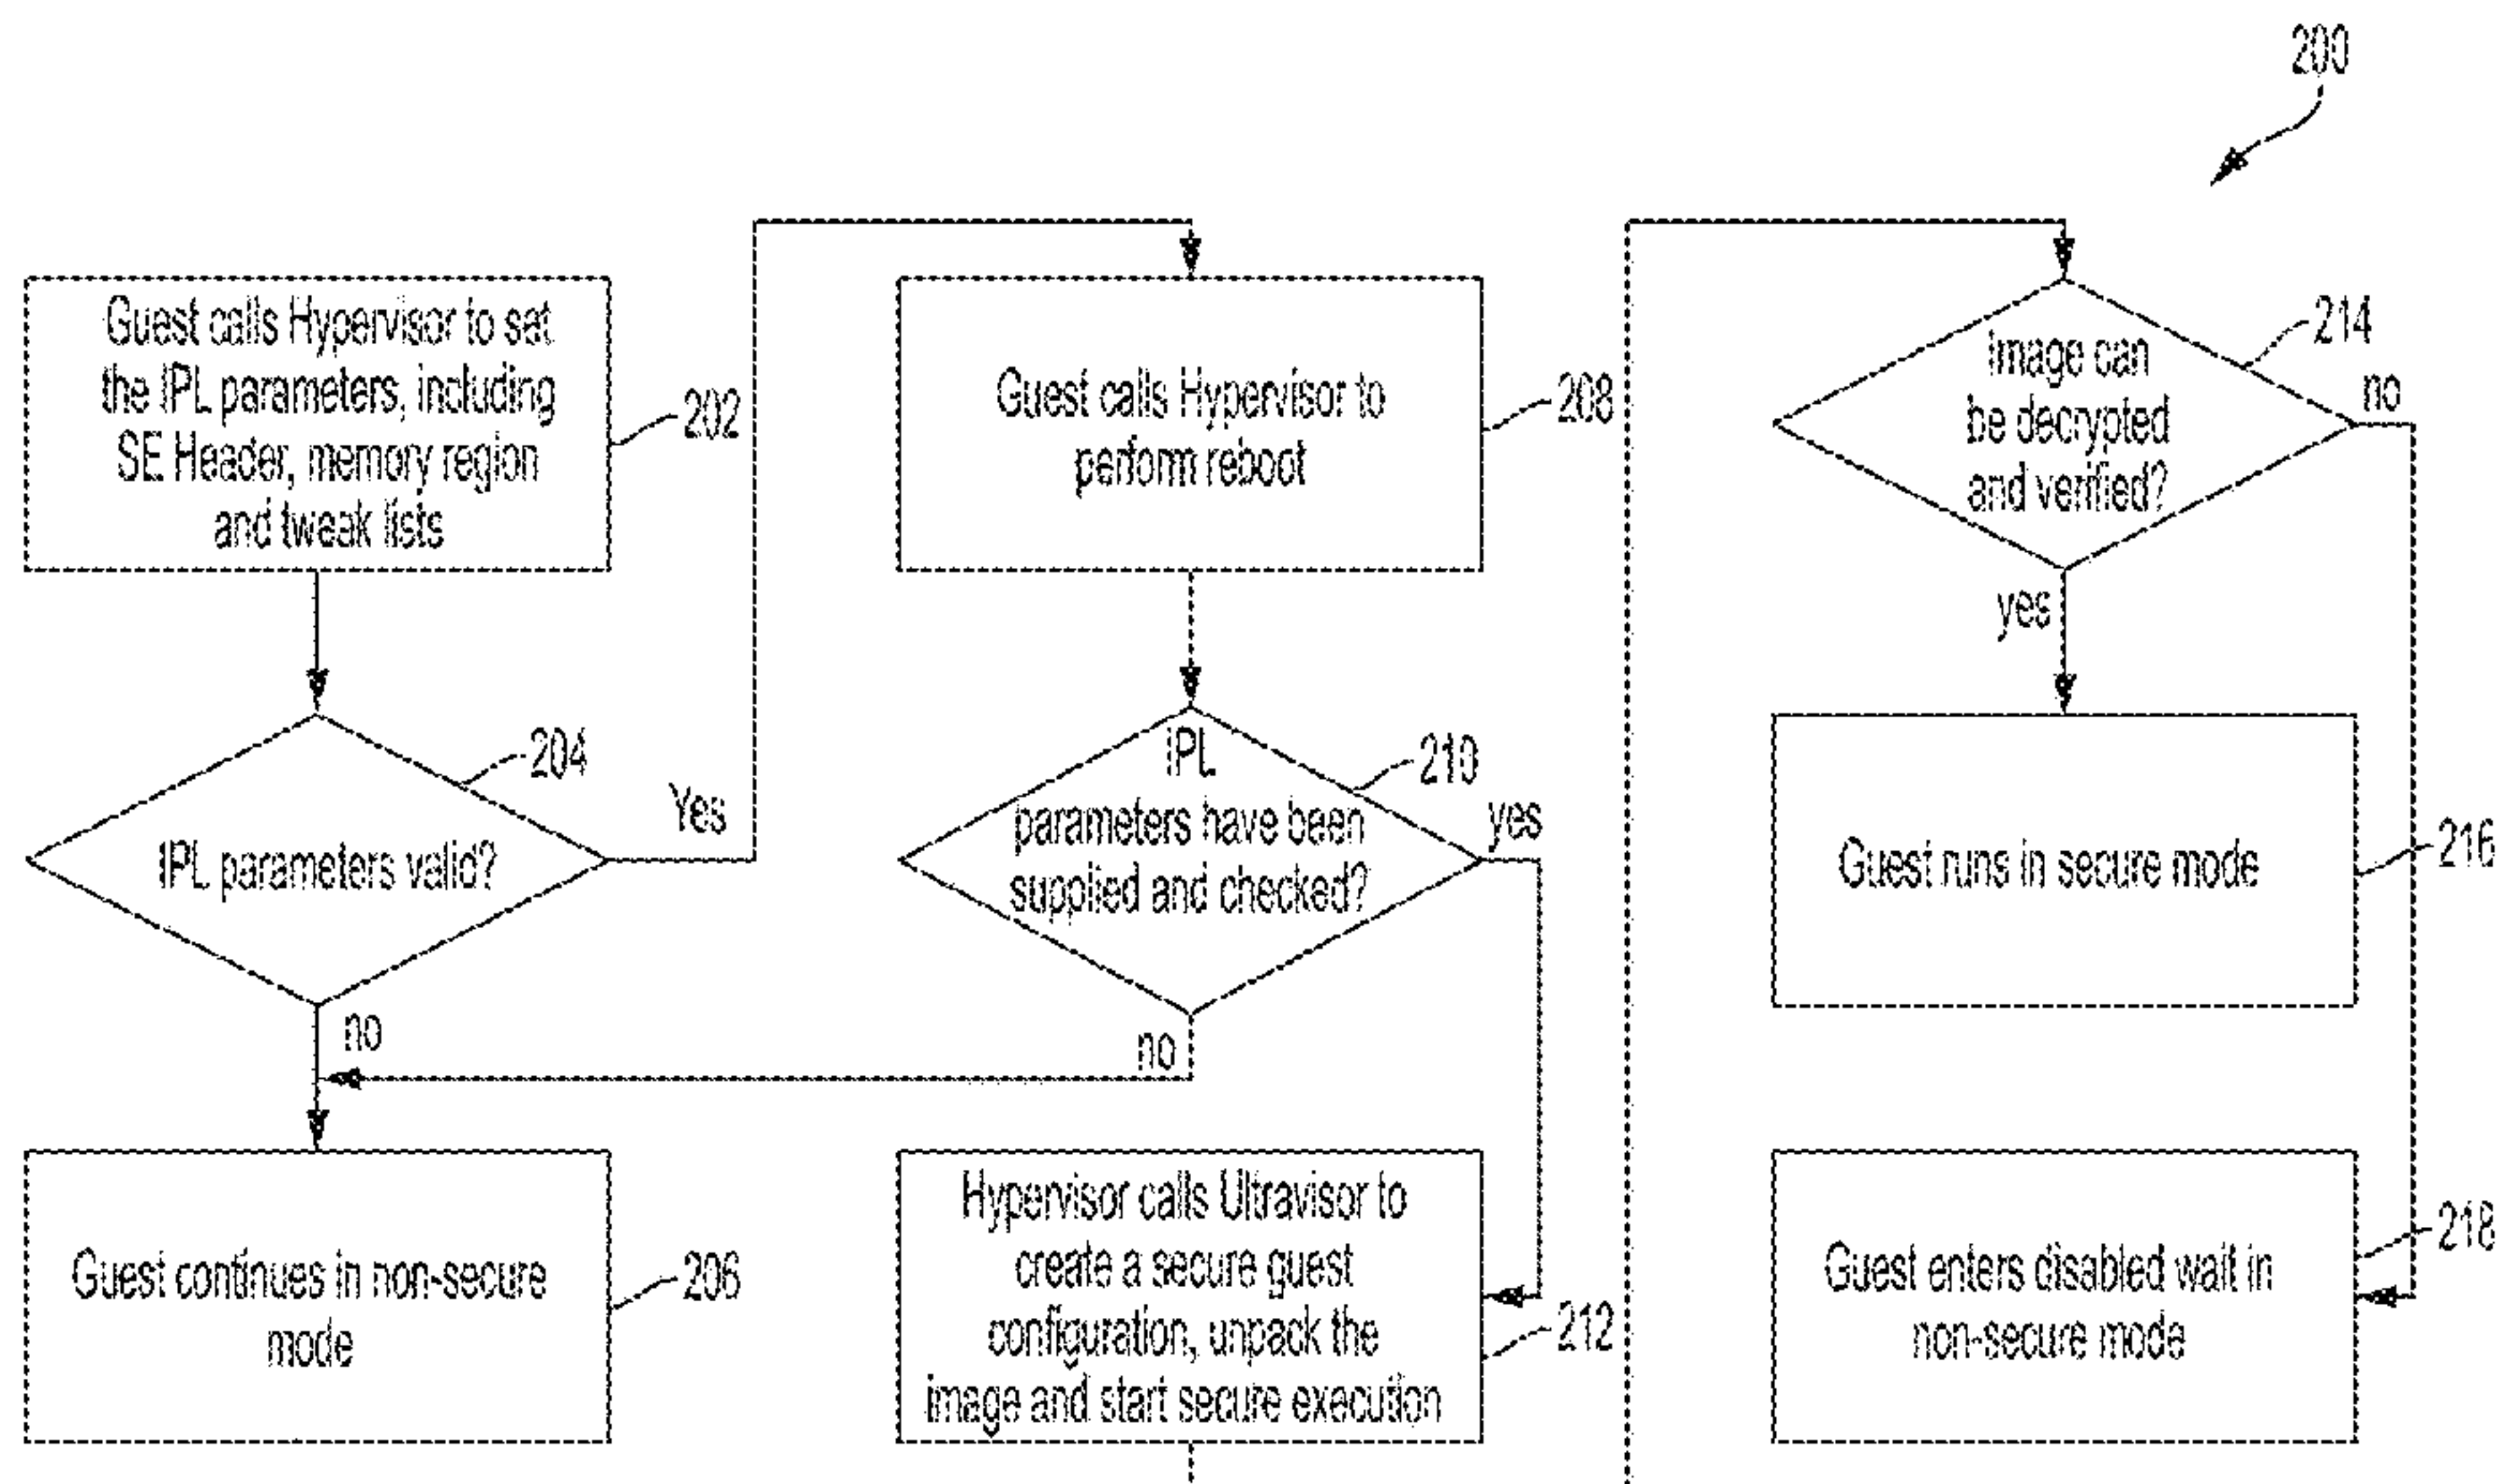 200
Guest calls Hypervisor to set
the IPL parameters, including
SE Header, memory region
and tweak lists
202
IPL parameters valid?
204
Yes
no
Guest continues in non-secure
mode
206
Guest calls Hypervisor to
perform reboot
208
IPL
parameters have been
supplied and checked?
210
yes
no
Hypervisor calls Ultravisor to
create a secure guest
configuration, unpack the
image and start secure execution
212
image can
be decrypted
and verified?
214
no
yes
Guest runs in secure mode
216
Guest enters disabled wait in
non-secure mode
218